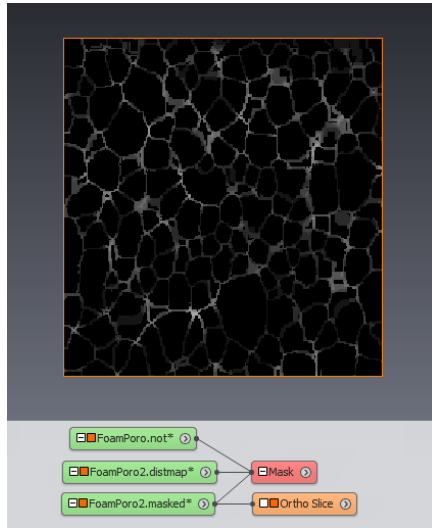 FoamPoro.not*
FoamPoro2.distmap*
Mask
FoamPoro2.masked*
Ortho Slice